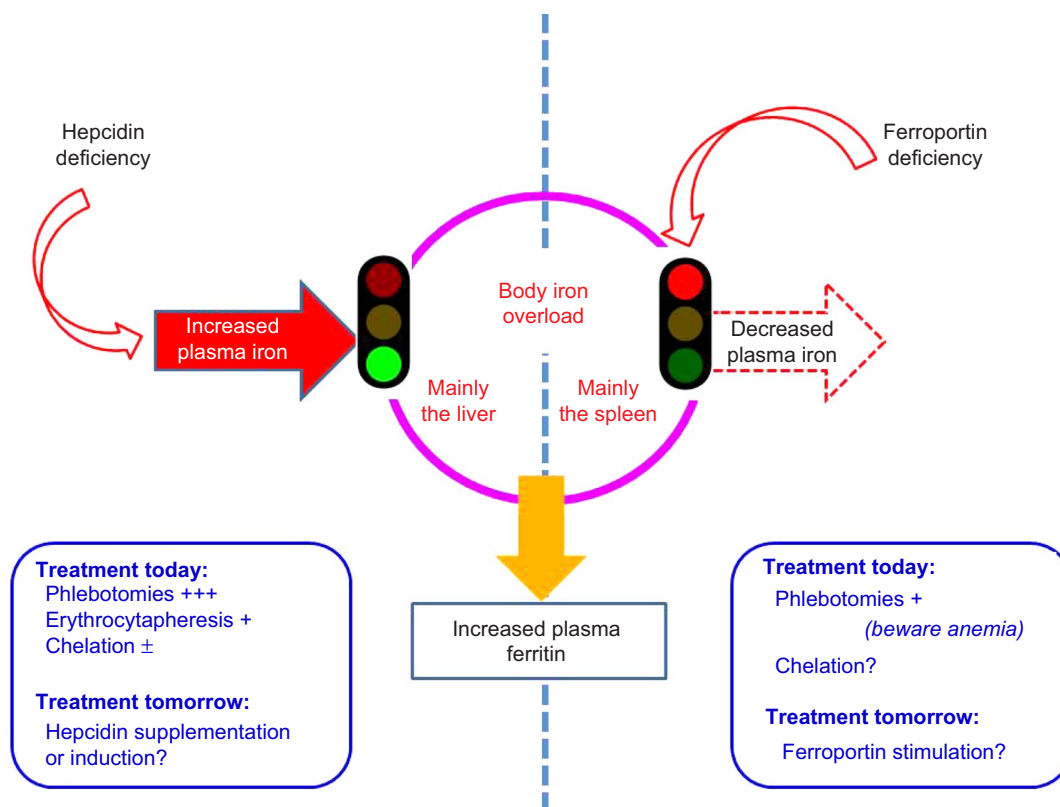 Hepcidin
deficiency
Ferroportin
deficiency
Increased
plasma iron
Body iron
overload
Decreased
plasma iron
Mainly
the liver
Mainly
the spleen
Treatment today:
Phlebotomies +++
Erythrocytapheresis +
Chelation ±
Treatment tomorrow:
Hepcidin supplementation
or induction?
Increased plasma
ferritin
Treatment today:
Phlebotomies +
(beware anemia)
Chelation?
Treatment tomorrow:
Ferroportin stimulation?